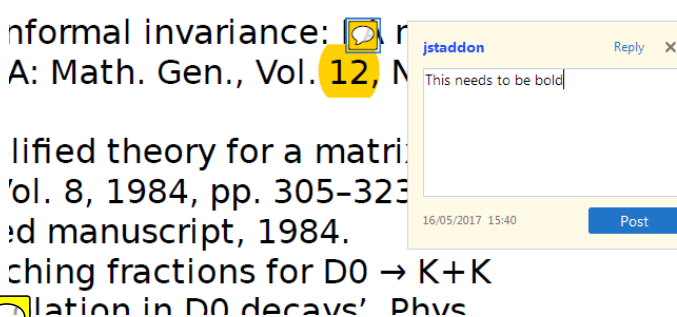 nformal invariance:
A: Math. Gen., Vol. 12, N
lified theory for a matri
ol. 8, 1984, pp. 305–323
ed manuscript, 1984.
ching fractions for D0 → K+K
lation in D0 decays’, Phys
jstaddon
Reply
This needs to be bold
16/05/2017 15:40
Post